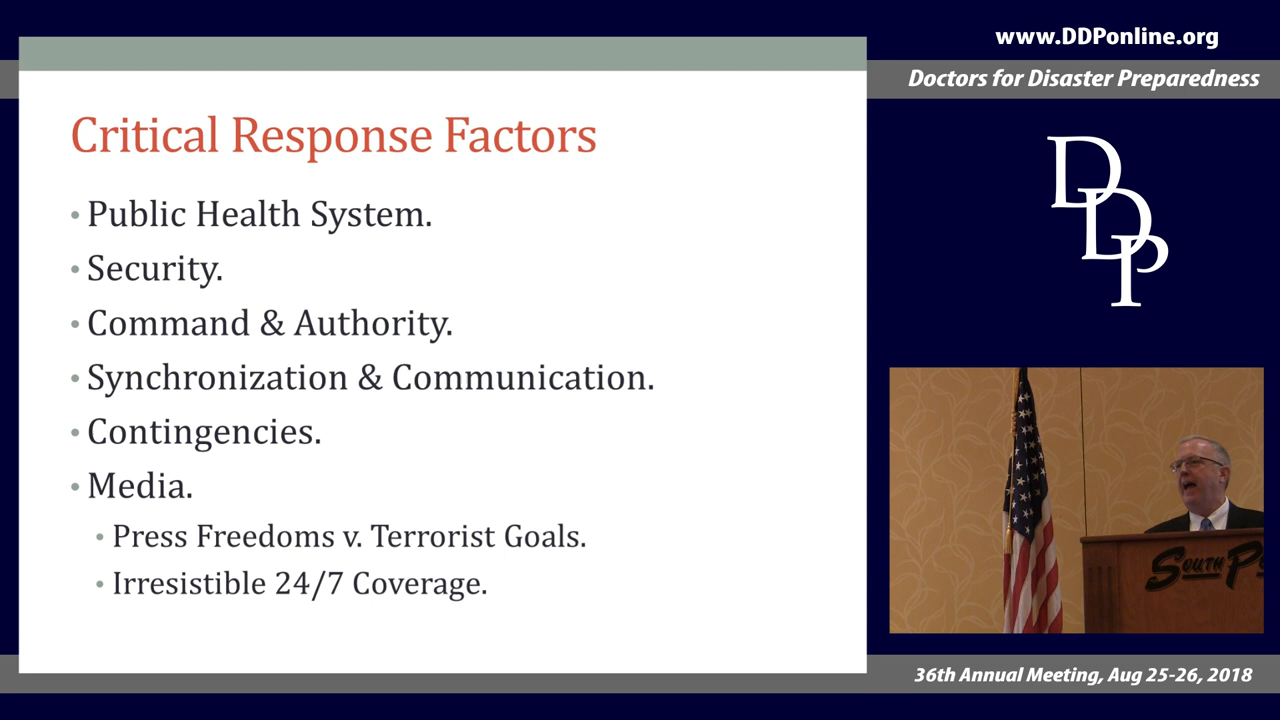 www.DDPonline.org
Doctors for Disaster Preparedness
Critical Response Factors
• Public Health System.
• Security.
• Command & Authority.
• Synchronization & Communication.
• Contingencies.
• Media.
• Press Freedoms v. Terrorist Goals.
• Irresistible 24/7 Coverage.
DDP
SOUTH
36th Annual Meeting, Aug 25-26, 2018